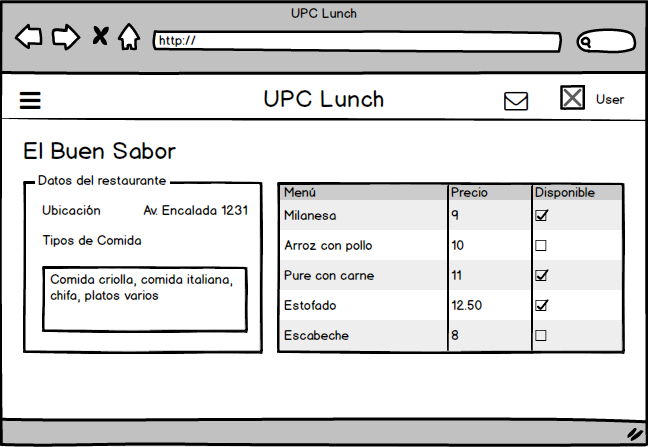 UPC Lunch
http://
UPC Lunch
User
El Buen Sabor
Datos del restaurante
Ubicación Av. Encalada 1231
Tipos de Comida
Comida criolla, comida italiana,
chifa, platos varios
Menú Precio Disponible
Milanesa 9
Arroz con pollo 10
Pure con carne 11
Estofado 12.50
Escabeche 8